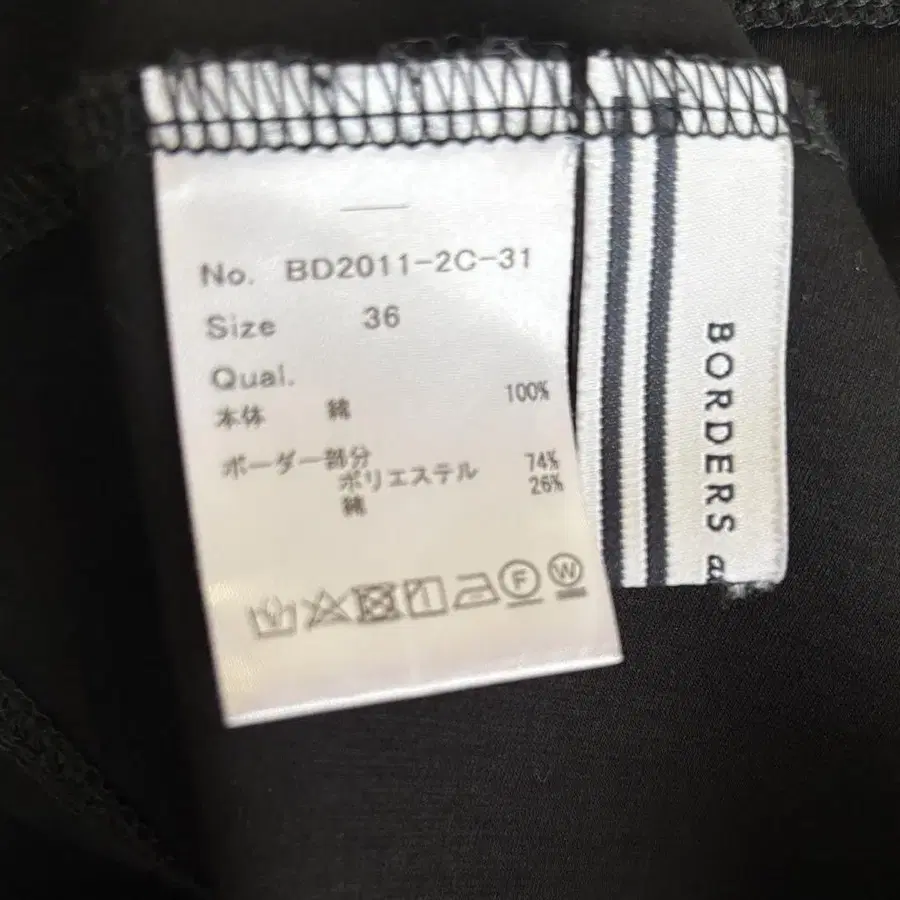 No. BD2011-2C-31
Size 36
Qual.
本体 綿 100%
ボーダー部分
ポリエステル 74%
綿 26%
F W
BORDERS a